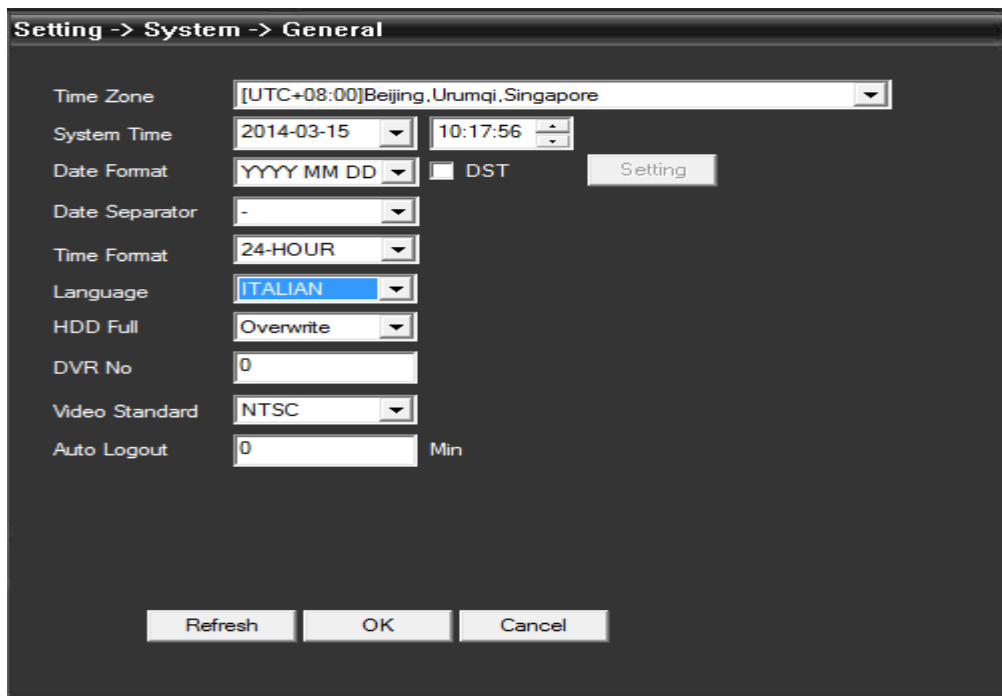 Setting -> System -> General
Time Zone [UTC+08:00]Beijing,Urumqi,Singapore
System Time 2014-03-15 10:17:56
Date Format YYYY MM DD DST Setting
Date Separator -
Time Format 24-HOUR
Language ITALIAN
HDD Full Overwrite
DVR No 0
Video Standard NTSC
Auto Logout 0 Min
Refresh OK Cancel